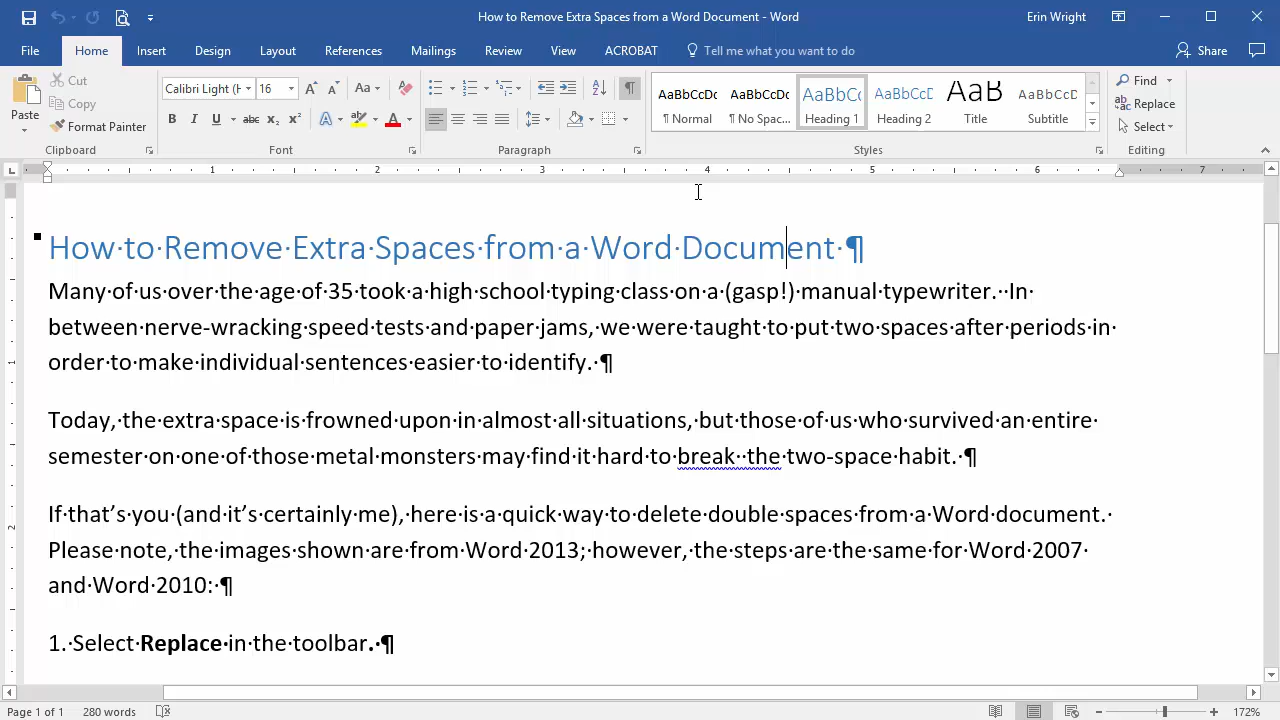 How to Remove Extra Spaces from a Word Document - Word
Erin Wright
File Home Insert Design Layout References Mailings Review View ACROBAT Tell me what you want to do Share
Paste
Cut
Copy
Format Painter
Clipboard
Calibri Light (H 16 Aa
B I U abc x₂ x² A A
Font
Paragraph
AaBbCcDc AaBbCcDc AaBbCc AaBbCcD AaB AaBbCcD
¶ Normal ¶ No Spac... Heading 1 Heading 2 Title Subtitle
Styles
Find
Replace
Select
Editing
1 2 3 4 5 6 7
How·to·Remove·Extra·Spaces·from·a·Word·Document·¶
Many·of·us·over·the·age·of·35·took·a·high·school·typing·class·on·a·(gasp!)·manual·typewriter.··In·
between·nerve-wracking·speed·tests·and·paper·jams,·we·were·taught·to·put·two·spaces·after·periods·in·
order·to·make·individual·sentences·easier·to·identify.·¶
Today,·the·extra·space·is·frowned·upon·in·almost·all·situations,·but·those·of·us·who·survived·an·entire·
semester·on·one·of·those·metal·monsters·may·find·it·hard·to·break··the·two-space·habit.·¶
If·that’s·you·(and·it’s·certainly·me),·here·is·a·quick·way·to·delete·double·spaces·from·a·Word·document.·
Please·note,·the·images·shown·are·from·Word·2013;·however,·the·steps·are·the·same·for·Word·2007·
and·Word·2010:·¶
1.·Select·Replace·in·the·toolbar.·¶
Page 1 of 1 280 words 172%